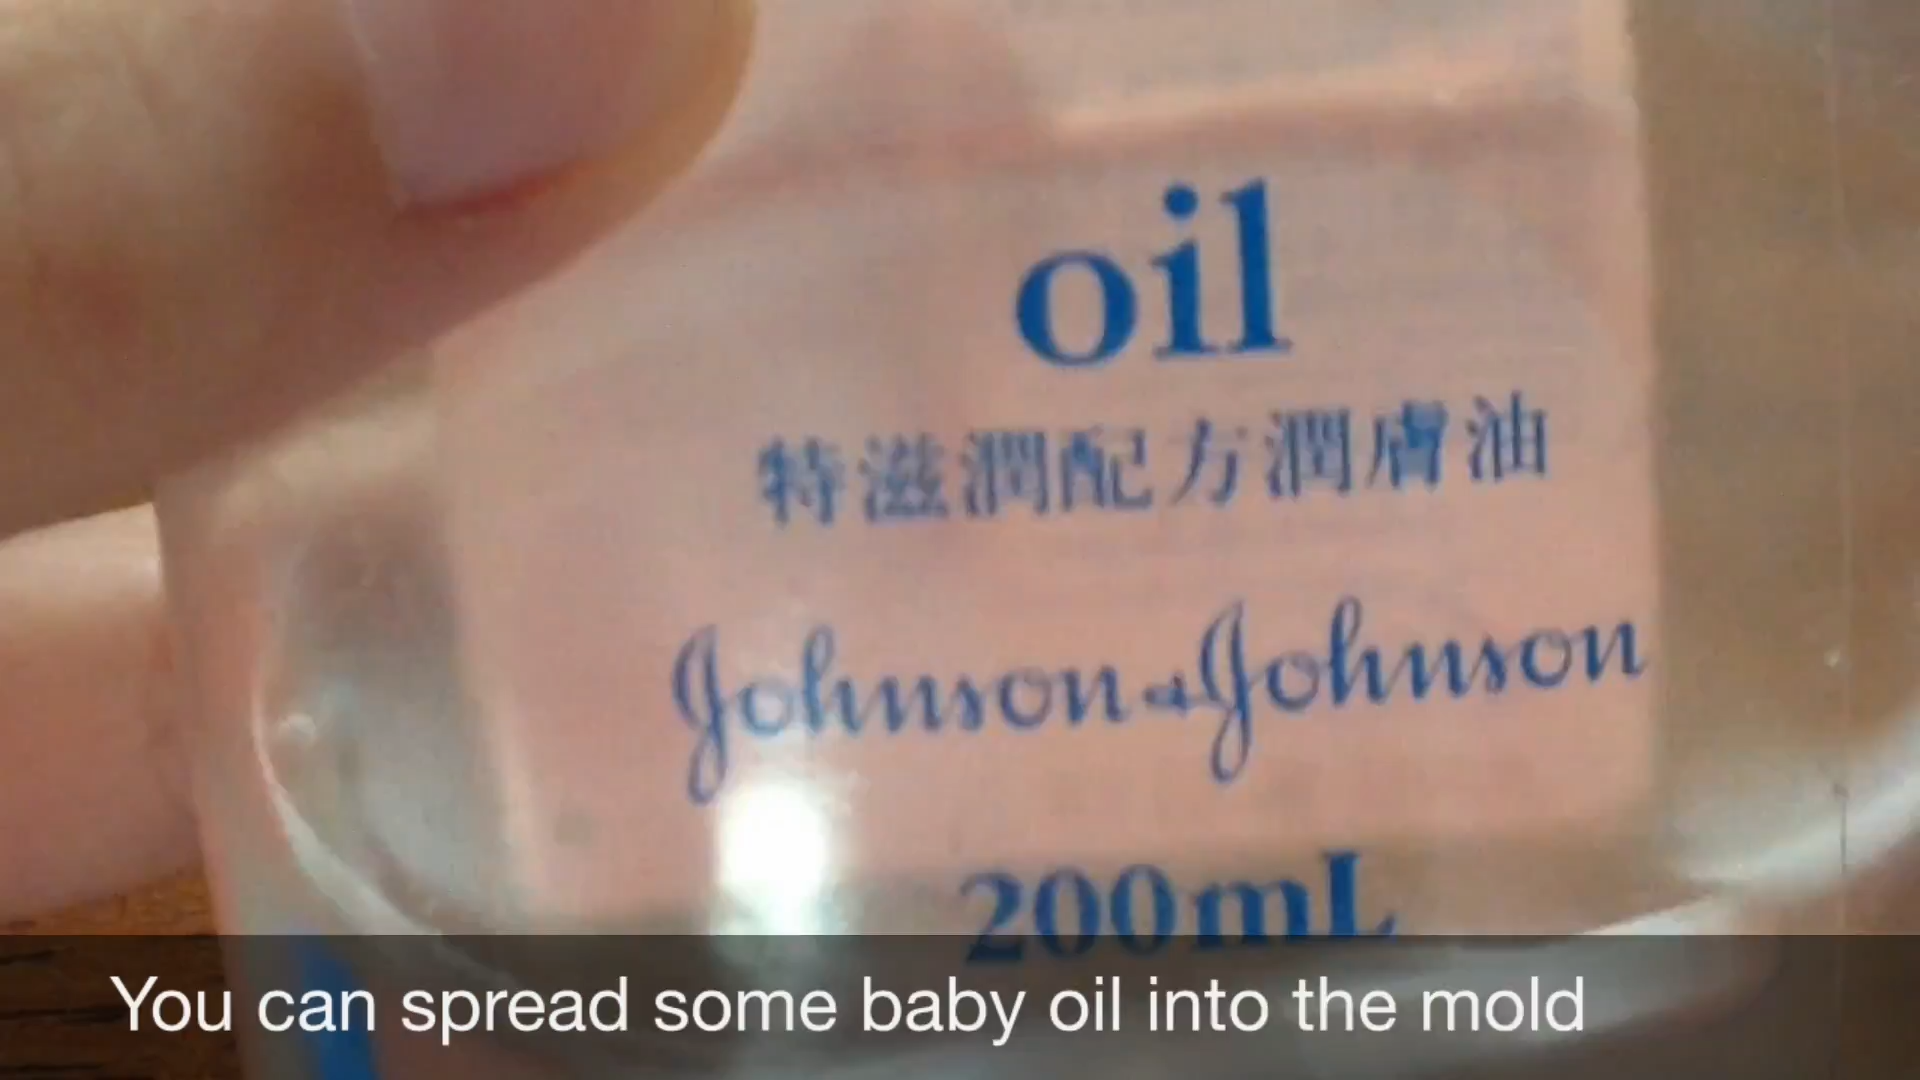 oil
特滋潤配方潤膚油
Johnson & Johnson
200mL
You can spread some baby oil into the mold